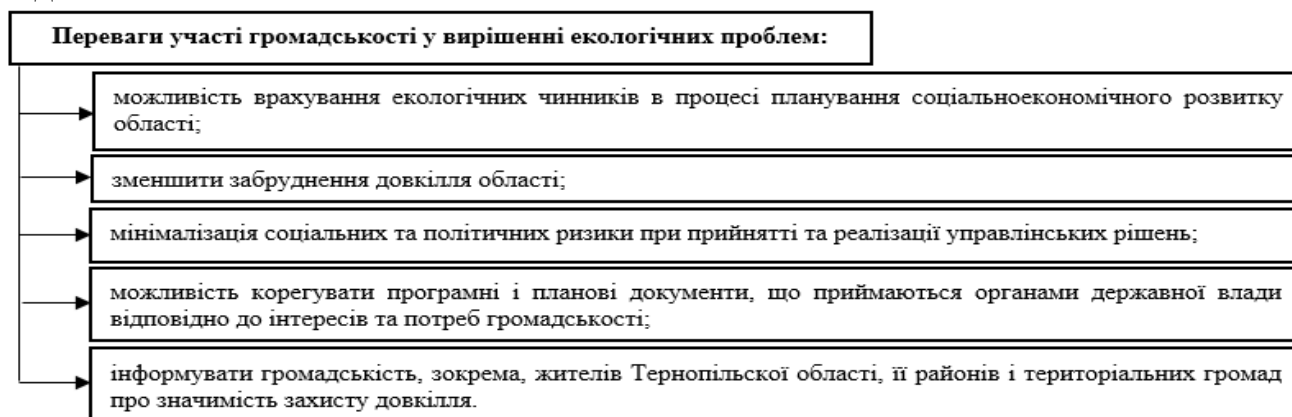 Переваги участі громадськості у вирішенні екологічних проблем:
можливість врахування екологічних чинників в процесі планування соціальноекономічного розвитку
області;
зменшити забруднення довкілля області;
мінімалізація соціальних та політичних ризики при прийнятті та реалізації управлінських рішень;
можливість корегувати програмні і планові документи, що приймаються органами державної влади
відповідно до інтересів та потреб громадськості;
інформувати громадськість, зокрема, жителів Тернопільскої області, її районів і територіальних громад
про значимість захисту довкілля.